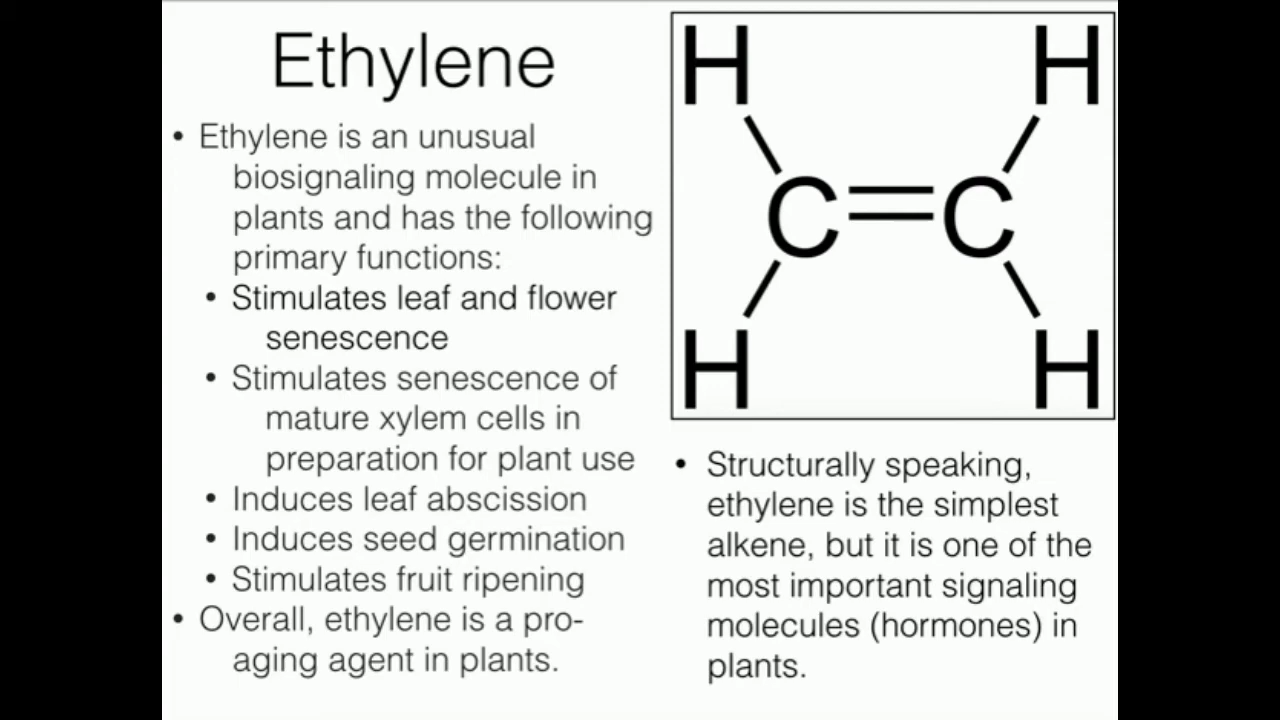 Ethylene
• Ethylene is an unusual
biosignaling molecule in
plants and has the following
primary functions:
• Stimulates leaf and flower
senescence
• Stimulates senescence of
mature xylem cells in
preparation for plant use
• Induces leaf abscission
• Induces seed germination
• Stimulates fruit ripening
• Overall, ethylene is a pro-
aging agent in plants.
H H
C C
H H
• Structurally speaking,
ethylene is the simplest
alkene, but it is one of the
most important signaling
molecules (hormones) in
plants.